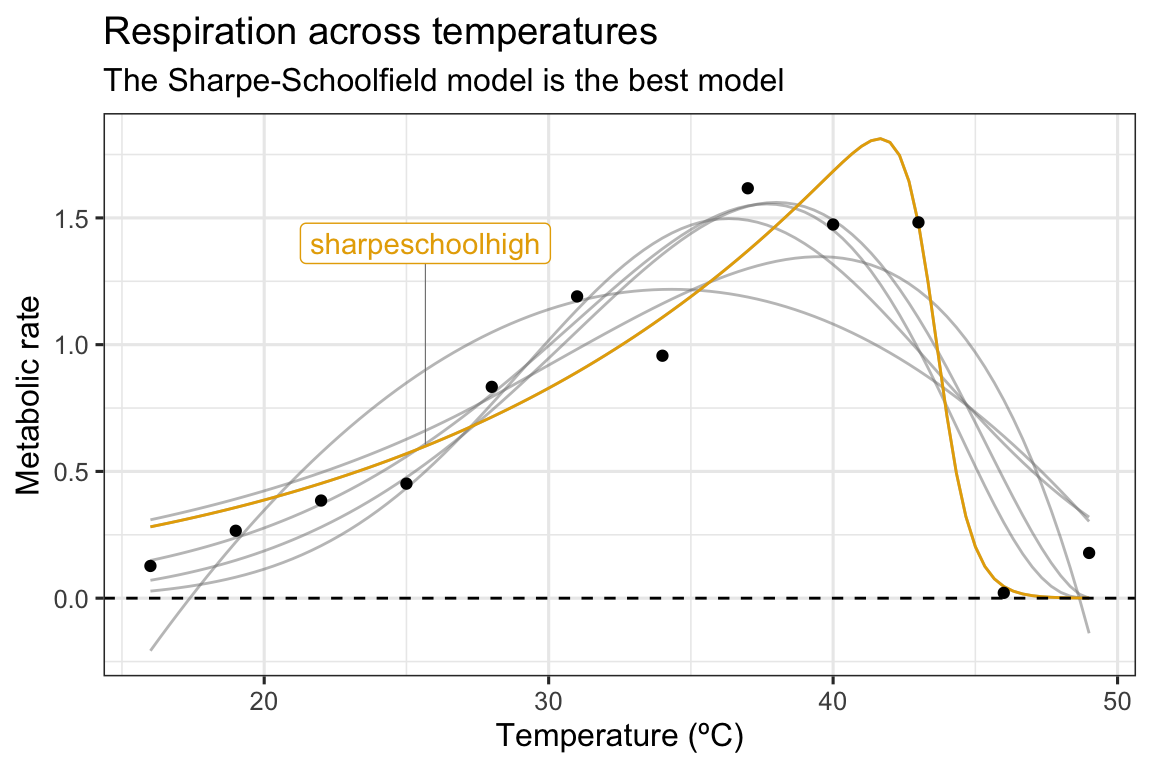 Respiration across temperatures
The Sharpe-Schoolfield model is the best model
sharpeschoolhigh
Metabolic rate
1.5
1.0
0.5
0.0
20 30 40 50
Temperature (ºC)